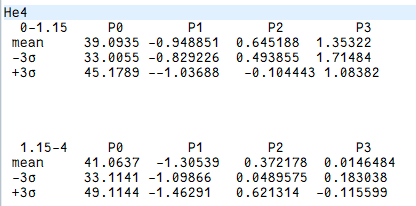 He4
0-1.15 P0 P1 P2 P3
mean 39.0935 -0.948851 0.645188 1.35322
-3σ 33.0055 -0.829226 0.493855 1.71484
+3σ 45.1789 --1.03688 -0.104443 1.08382
1.15-4 P0 P1 P2 P3
mean 41.0637 -1.30539 0.372178 0.0146484
-3σ 33.1141 -1.09866 0.0489575 0.183038
+3σ 49.1144 -1.46291 0.621314 -0.115599